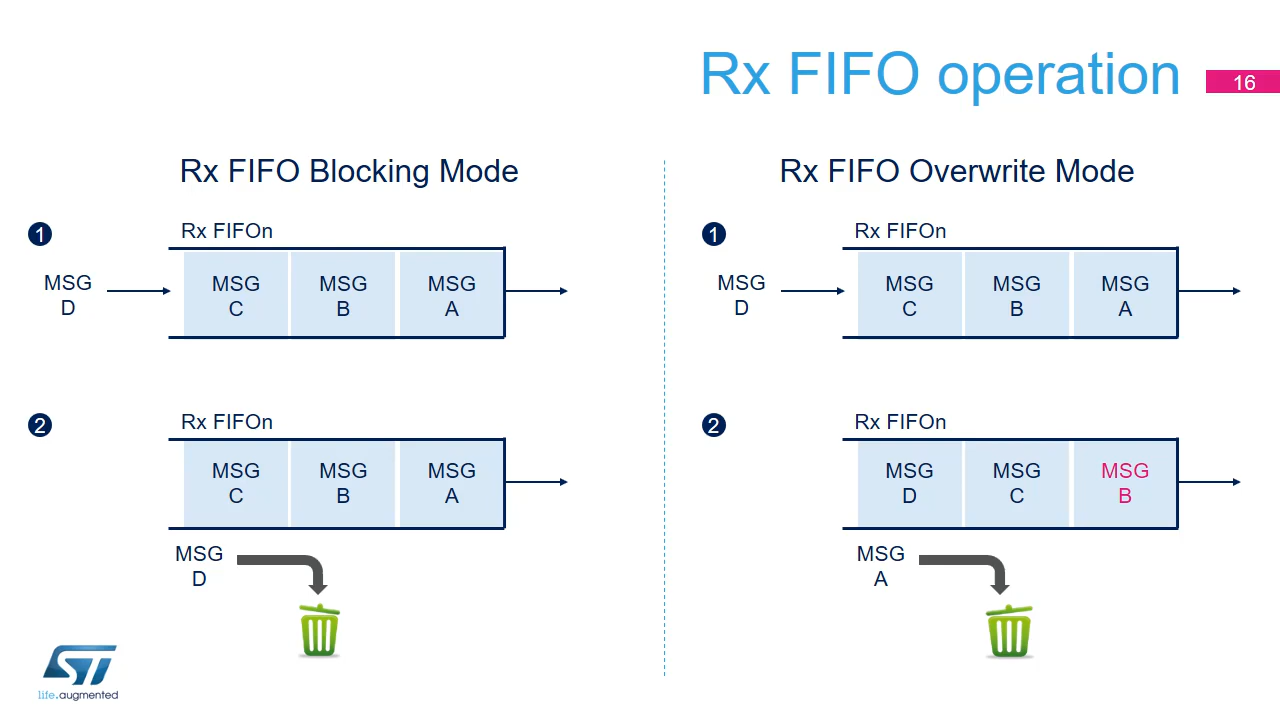 Rx FIFO operation
16
Rx FIFO Blocking Mode
1
Rx FIFOn
MSG
D
MSG
C
MSG
B
MSG
A
2
Rx FIFOn
MSG
C
MSG
B
MSG
A
MSG
D
Rx FIFO Overwrite Mode
1
Rx FIFOn
MSG
D
MSG
C
MSG
B
MSG
A
2
Rx FIFOn
MSG
D
MSG
C
MSG
B
MSG
A
ST
life.augmented